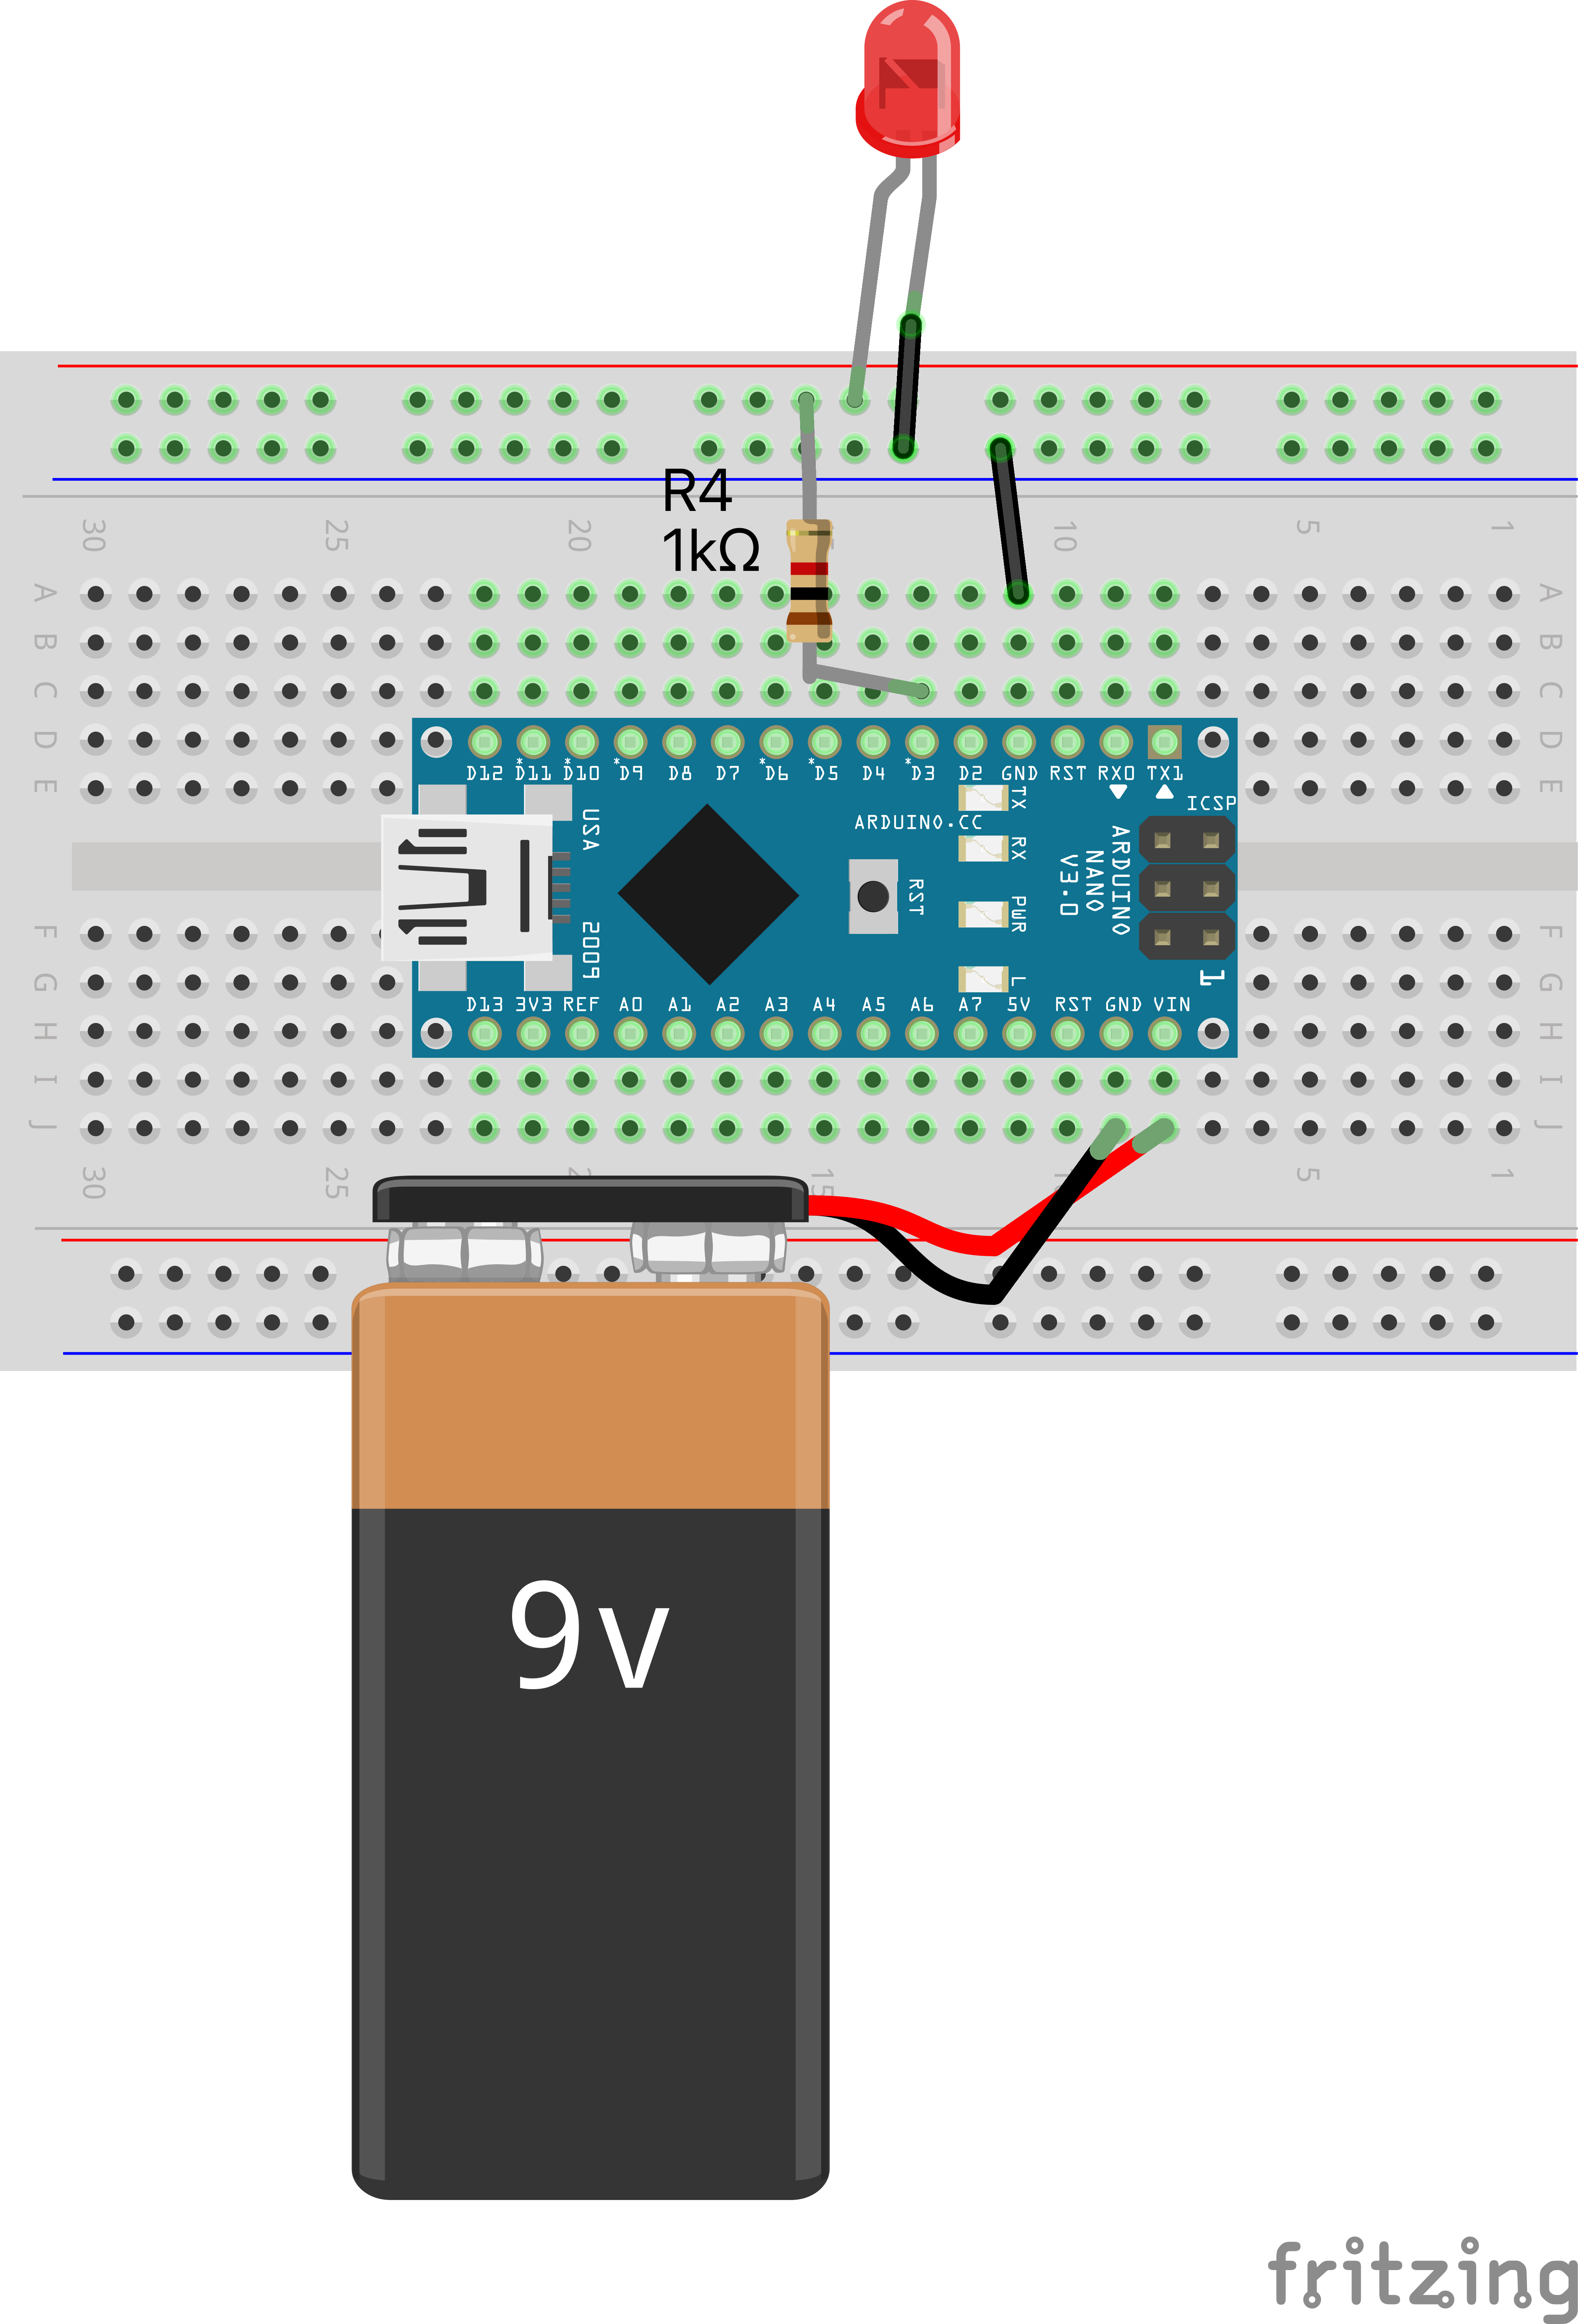 R4
1kΩ
30 25 20 10 5 1
A A
B B
C C
D D
E E
D12 *D11 *D10 *D9 D8 D7 *D6 *D5 D4 *D3 D2 GND RST RX0 TX1
ICSP
TX
ARDUINO.CC
RX
USA
2009
RST
PWR
L
ARDUINO
NANO
V3.0
1
F F
G G
H H
I I
J J
D13 3V3 REF A0 A1 A2 A3 A4 A5 A6 A7 5V RST GND VIN
30 25 15 5 1
9v
fritzing